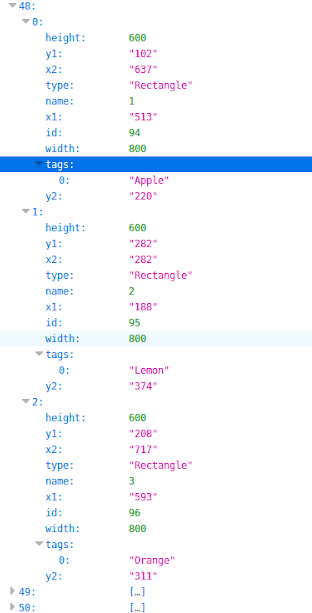 48:
0:
height: 600
y1: "102"
x2: "637"
type: "Rectangle"
name: 1
x1: "513"
id: 94
width: 800
tags:
0: "Apple"
y2: "220"
1:
height: 600
y1: "282"
x2: "282"
type: "Rectangle"
name: 2
x1: "188"
id: 95
width: 800
tags:
0: "Lemon"
y2: "374"
2:
height: 600
y1: "208"
x2: "717"
type: "Rectangle"
name: 3
x1: "593"
id: 96
width: 800
tags:
0: "Orange"
y2: "311"
49: […]
50: […]